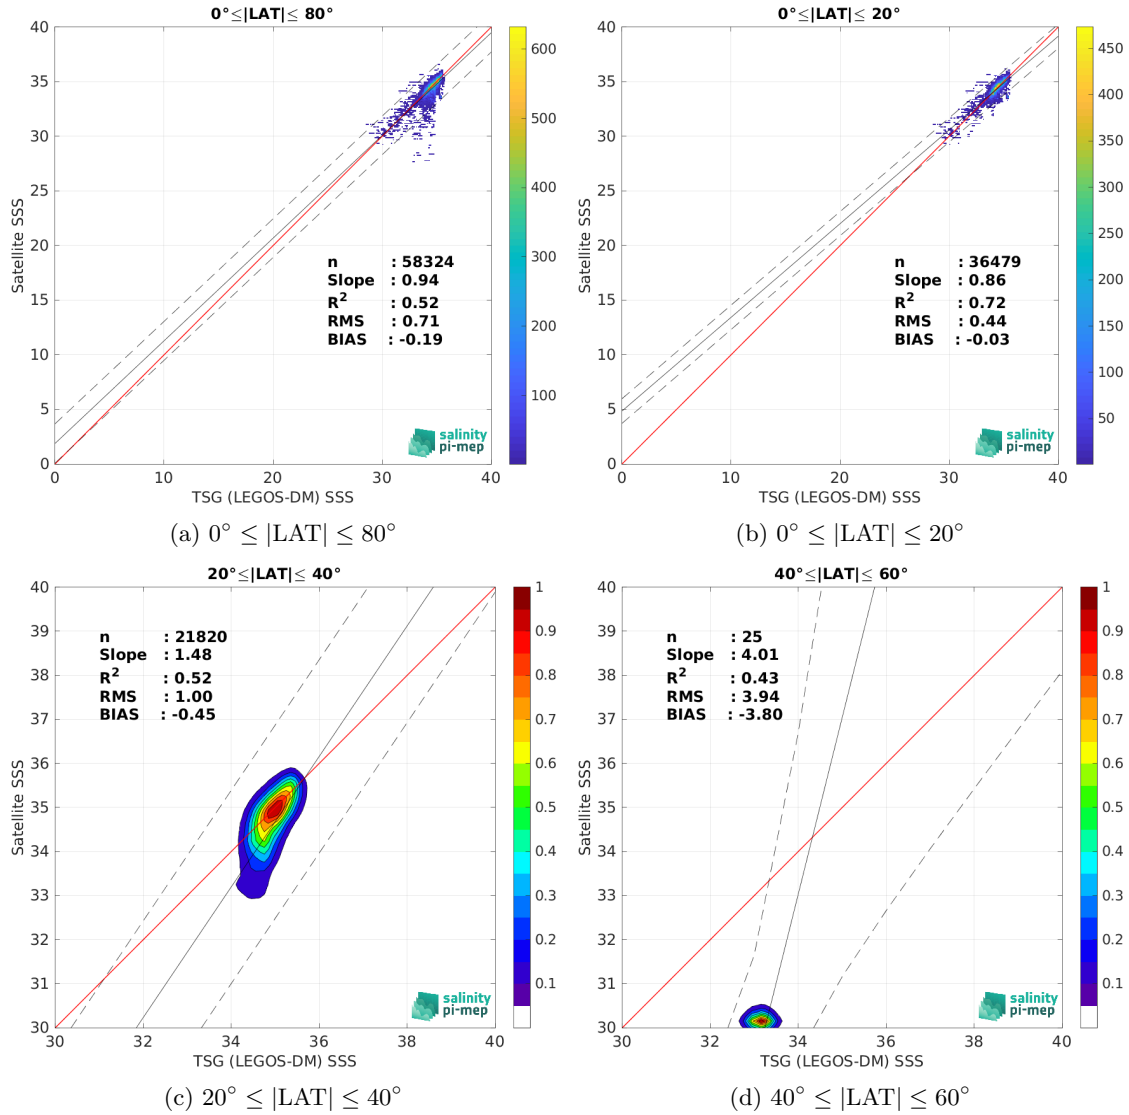 0°≤|LAT|≤ 80°
40
35
30
25
20
15
10
5
0
0
10
20
30
40
Satellite SSS
TSG (LEGOS-DM) SSS
n : 58324
Slope : 0.94
R² : 0.52
RMS : 0.71
BIAS : -0.19
salinity
pi-mep
600
500
400
300
200
100
(a) 0° ≤ |LAT| ≤ 80°
0°≤|LAT|≤ 20°
40
35
30
25
20
15
10
5
0
0
10
20
30
40
Satellite SSS
TSG (LEGOS-DM) SSS
n : 36479
Slope : 0.86
R² : 0.72
RMS : 0.44
BIAS : -0.03
salinity
pi-mep
450
400
350
300
250
200
150
100
50
(b) 0° ≤ |LAT| ≤ 20°
20°≤|LAT|≤ 40°
40
39
38
37
36
35
34
33
32
31
30
30
32
34
36
38
40
Satellite SSS
TSG (LEGOS-DM) SSS
n : 21820
Slope : 1.48
R² : 0.52
RMS : 1.00
BIAS : -0.45
salinity
pi-mep
1
0.9
0.8
0.7
0.6
0.5
0.4
0.3
0.2
0.1
(c) 20° ≤ |LAT| ≤ 40°
40°≤|LAT|≤ 60°
40
39
38
37
36
35
34
33
32
31
30
30
32
34
36
38
40
Satellite SSS
TSG (LEGOS-DM) SSS
n : 25
Slope : 4.01
R² : 0.43
RMS : 3.94
BIAS : -3.80
salinity
pi-mep
1
0.9
0.8
0.7
0.6
0.5
0.4
0.3
0.2
0.1
(d) 40° ≤ |LAT| ≤ 60°